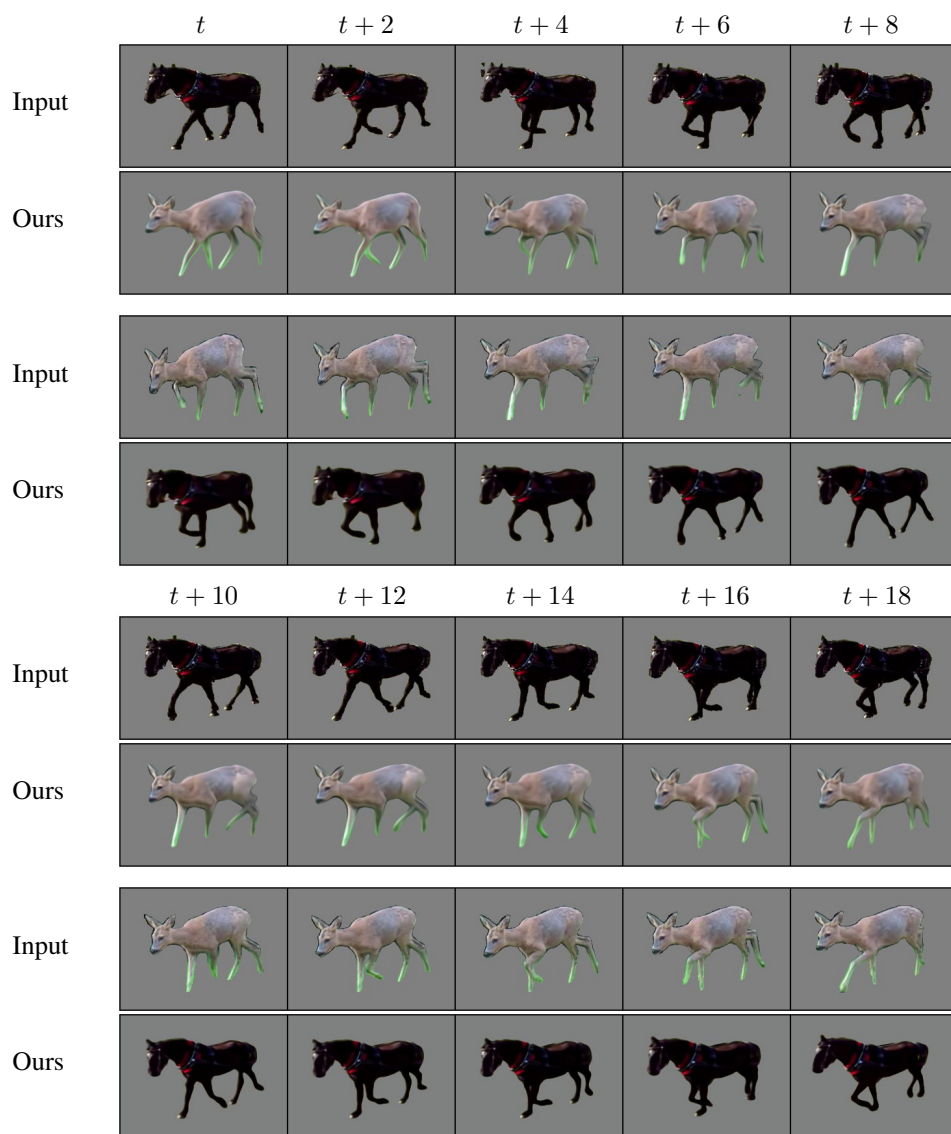 t t + 2 t + 4 t + 6 t + 8
Input
Ours
Input
Ours
t + 10 t + 12 t + 14 t + 16 t + 18
Input
Ours
Input
Ours